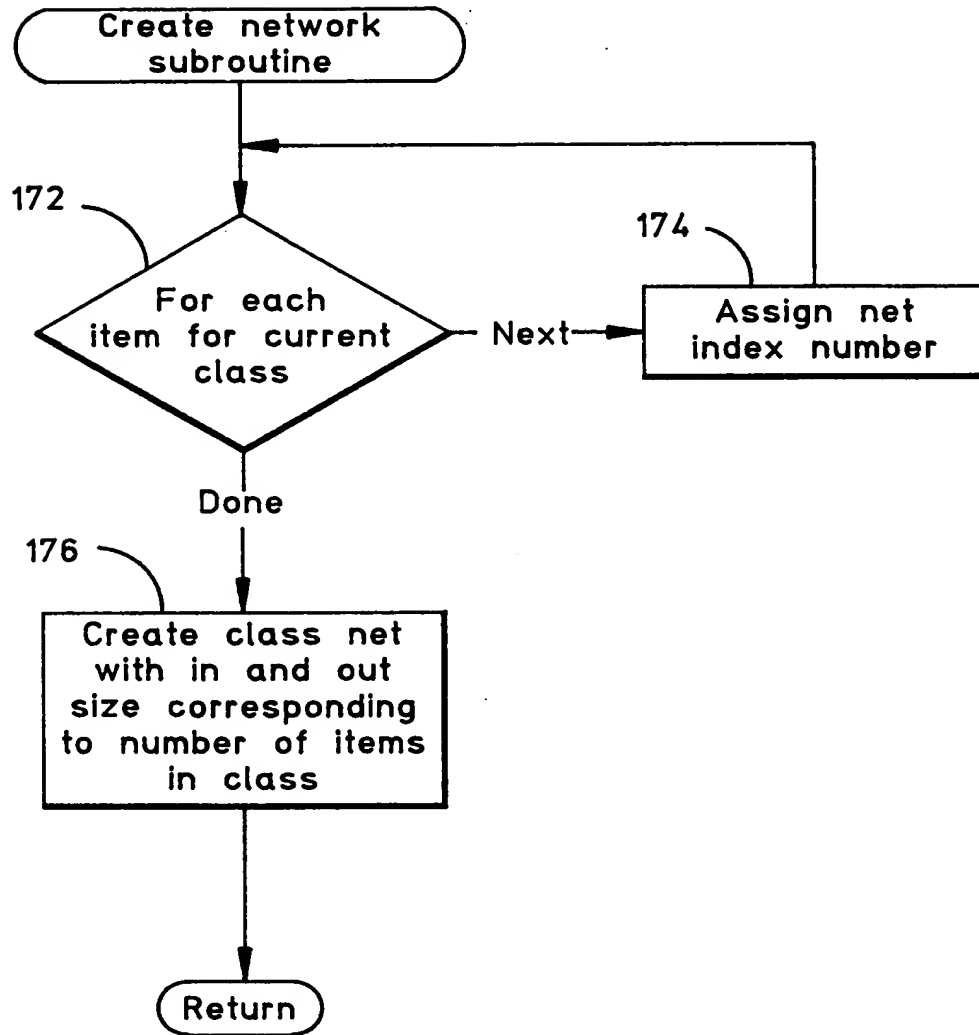 Create network
subroutine
172
For each
item for current
class
Next
174
Assign net
index number
Done
176
Create class net
with in and out
size corresponding
to number of items
in class
Return